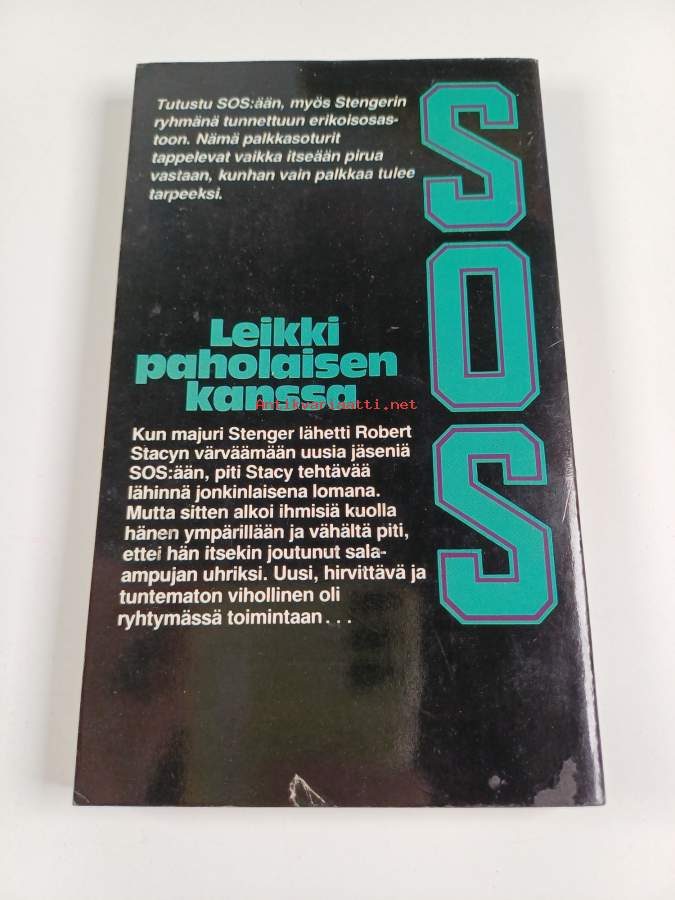 Tutustu SOS:ään, myös Stengerin
ryhmänä tunnettuun erikoisosas-
toon. Nämä palkkasoturit
tappelevat vaikka itseään pirua
vastaan, kunhan vain palkkaa tulee
tarpeeksi.
SOS
Leikki
paholaisen
kanssa
Antikvariaatti.net
Kun majuri Stenger lähetti Robert
Stacyn värväämään uusia jäseniä
SOS:ään, piti Stacy tehtävää
lähinnä jonkinlaisena lomana.
Mutta sitten alkoi ihmisiä kuolla
hänen ympärillään ja vähältä piti,
ettei hän itsekin joutunut sala-
ampujan uhriksi. Uusi, hirvittävä ja
tuntematon vihollinen oli
ryhtymässä toimintaan . . .